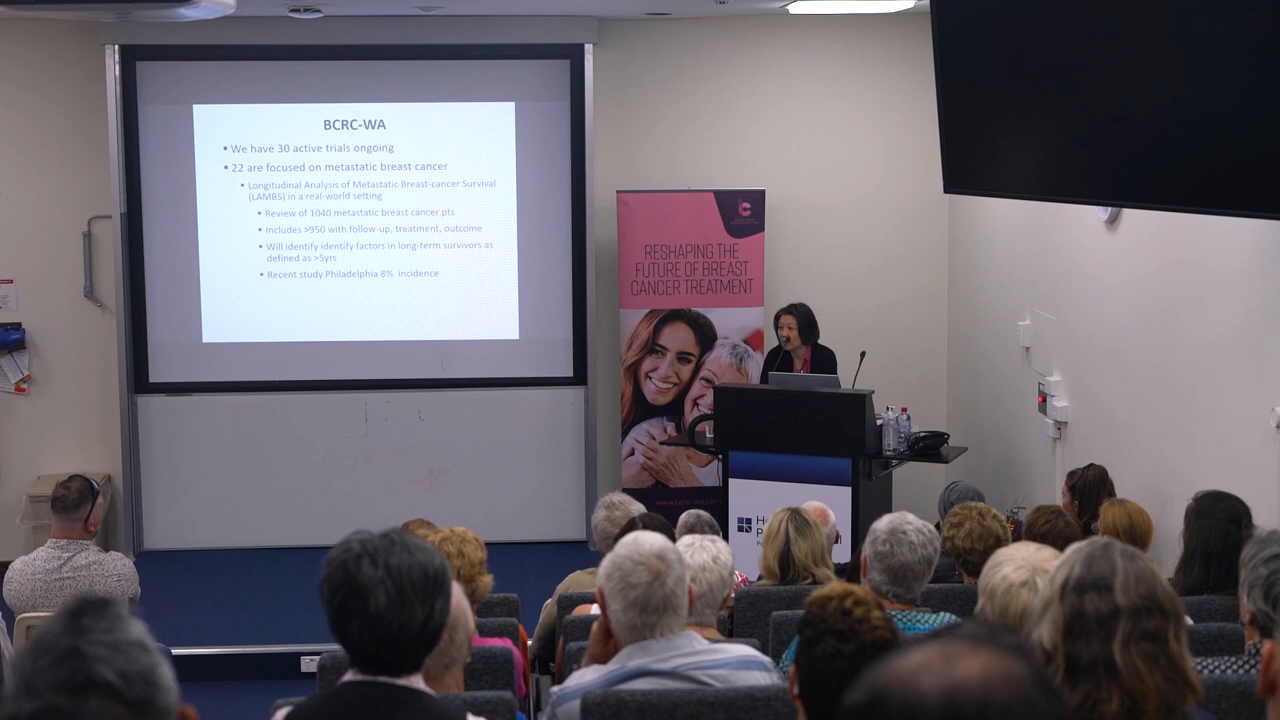 BCRC-WA
▪ We have 30 active trials ongoing
▪ 22 are focused on metastatic breast cancer
▪ Longitudinal Analysis of Metastatic Breast-cancer Survival
(LAMBS) in a real-world setting
▪ Review of 1040 metastatic breast cancer pts
▪ Includes >950 with follow-up, treatment, outcome
▪ Will identify identify factors in long-term survivors as
defined as >5yrs
▪ Recent study Philadelphia 8% incidence
RESHAPING THE
FUTURE OF BREAST
CANCER TREATMENT